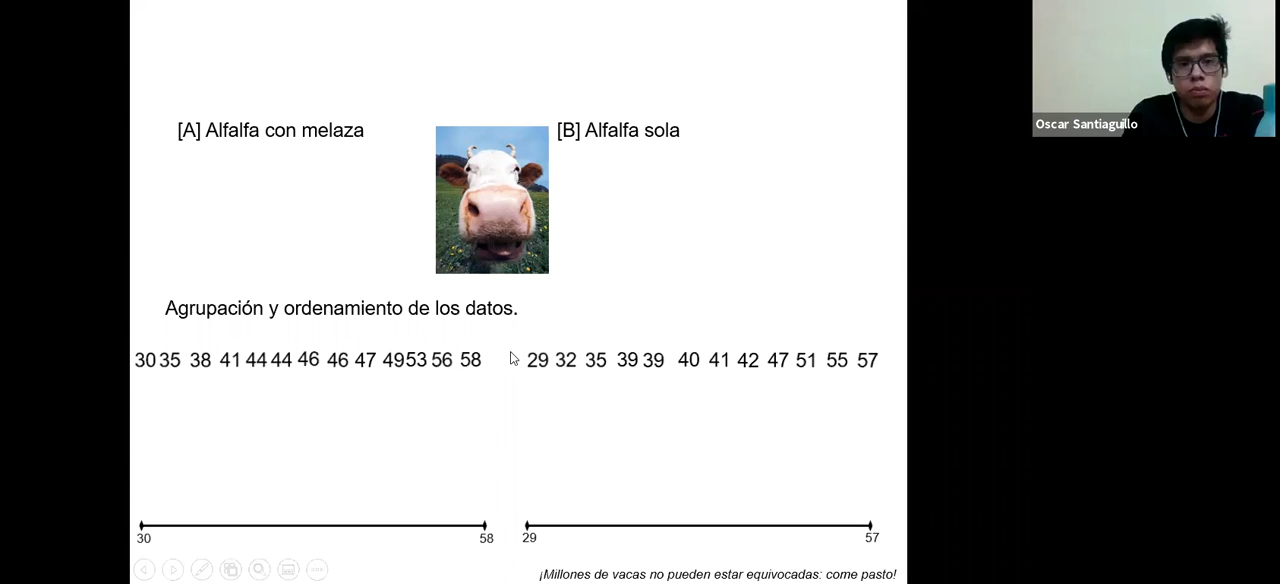 Oscar Santiaguillo
[A] Alfalfa con melaza
[B] Alfalfa sola
Agrupación y ordenamiento de los datos.
30 35 38 41 44 44 46 46 47 49 53 56 58
29 32 35 39 39 40 41 42 47 51 55 57
30 58
29 57
¡Millones de vacas no pueden estar equivocadas: come pasto!